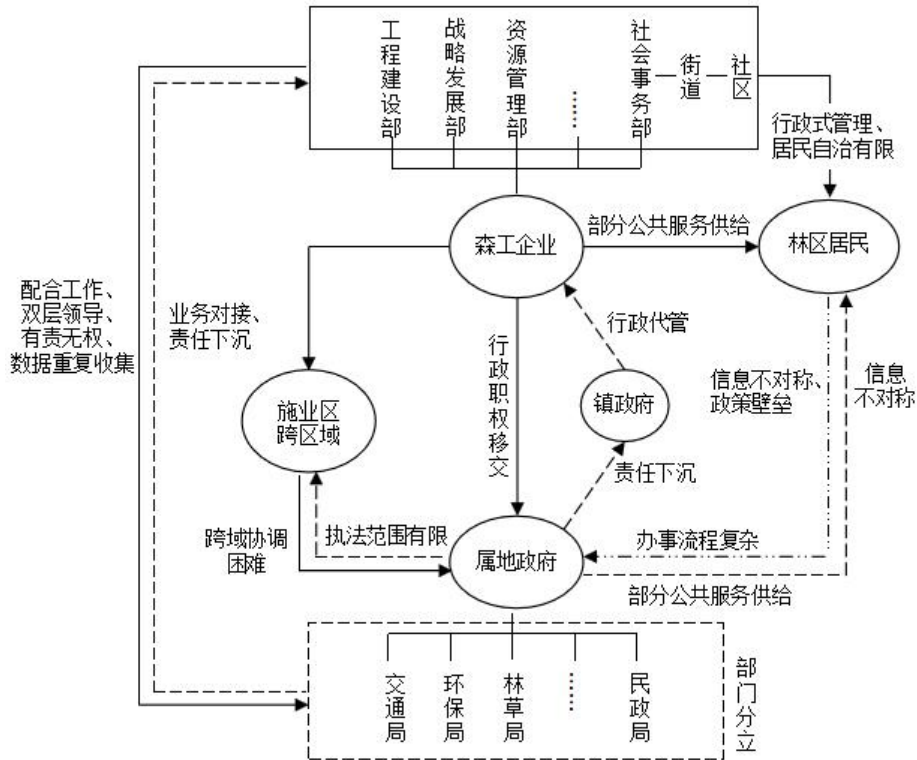 工程建设部
战略发展部
资源管理部
……
社会事务部
街道
社区
行政式管理、
居民自治有限
森工企业
部分公共服务供给
林区居民
配合工作、
双层领导、
有责无权、
数据重复收集
业务对接、
责任下沉
行政代管
行政职权移交
信息不对称、
政策壁垒
信息
不对称
施业区
跨区域
镇政府
责任下沉
跨域协调
困难
执法范围有限
属地政府
办事流程复杂
部分公共服务供给
交通局
环保局
林草局
……
民政局
部门分立